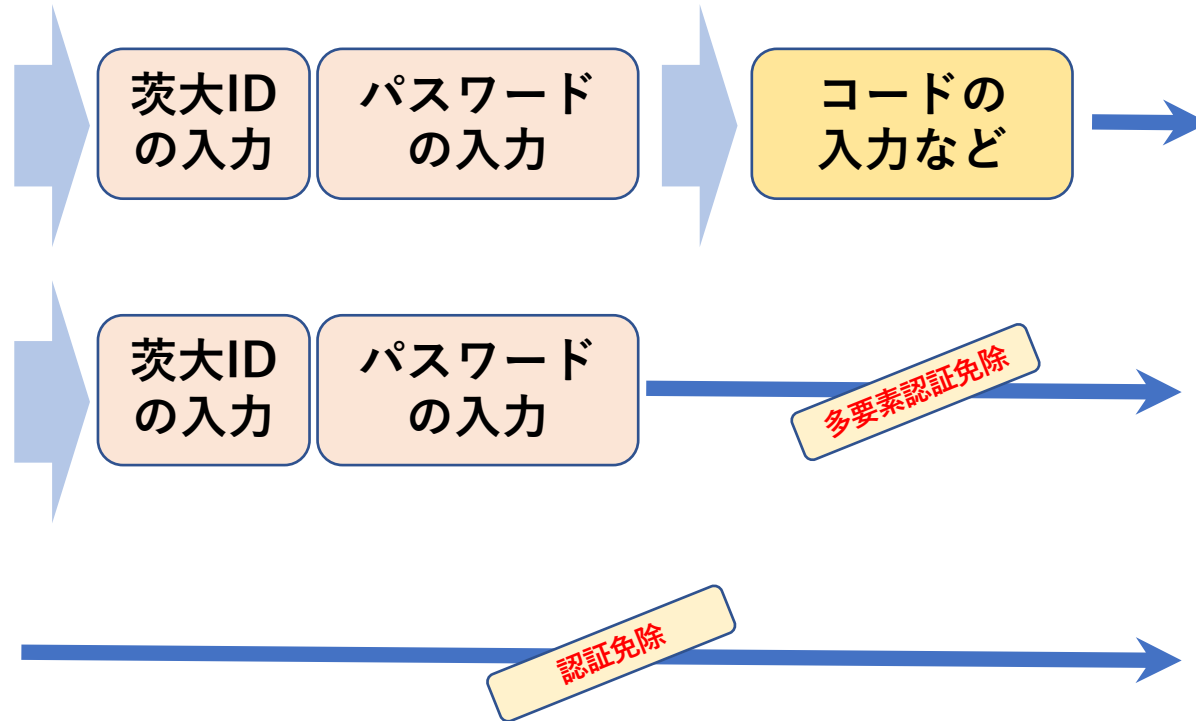 茨大ID
の入力
パスワード
の入力
コードの
入力など
茨大ID
の入力
パスワード
の入力
多要素認証免除
認証免除